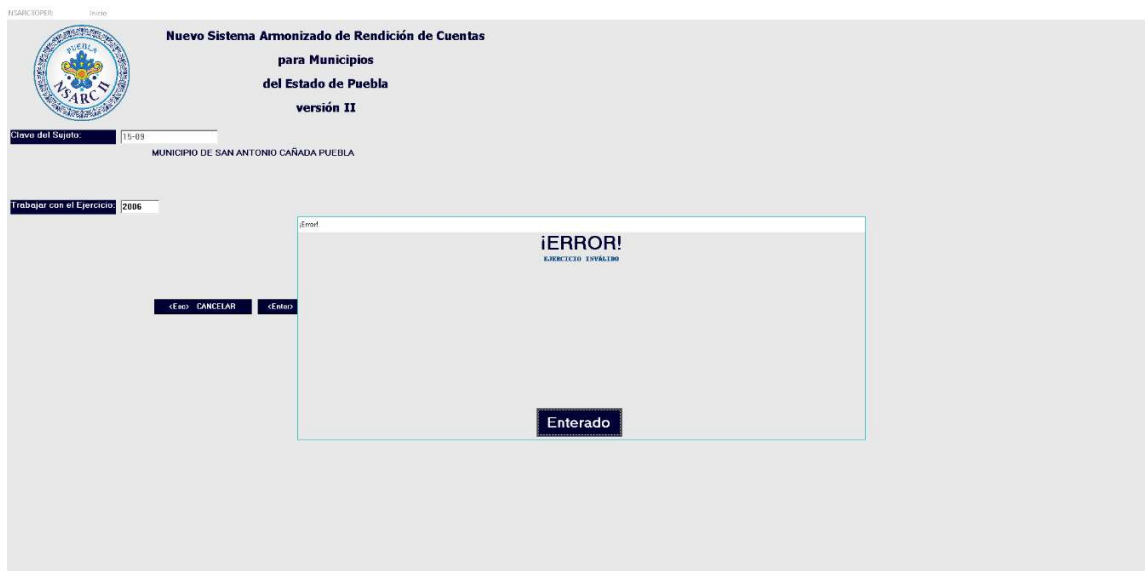 NSARCIIOPER: Inicio
Nuevo Sistema Armonizado de Rendición de Cuentas
para Municipios
del Estado de Puebla
versión II
PUEBLA
NSARC II
Clave del Sujeto: 15-09
MUNICIPIO DE SAN ANTONIO CAÑADA PUEBLA
Trabajar con el Ejercicio: 2006
¡Error!
¡ERROR!
EJERCICIO INVÁLIDO
<Esc> CANCELAR <Enter>
Enterado